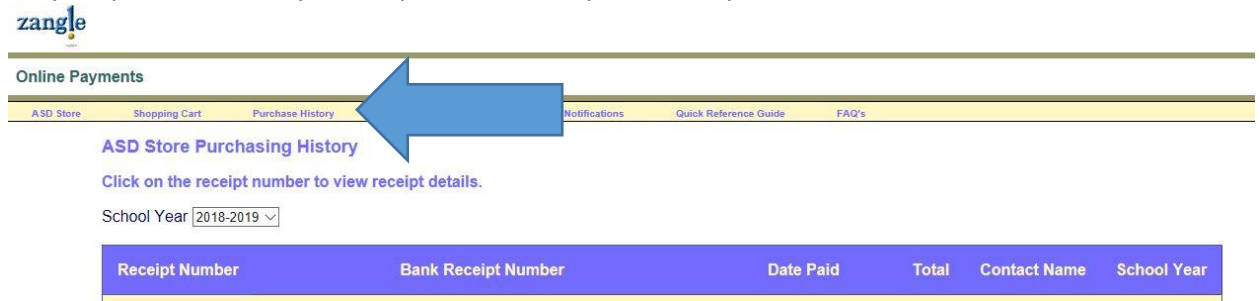 zangle
Online Payments
ASD Store Shopping Cart Purchase History Notifications Quick Reference Guide FAQ's
ASD Store Purchasing History
Click on the receipt number to view receipt details.
School Year 2018-2019
Receipt Number Bank Receipt Number Date Paid Total Contact Name School Year